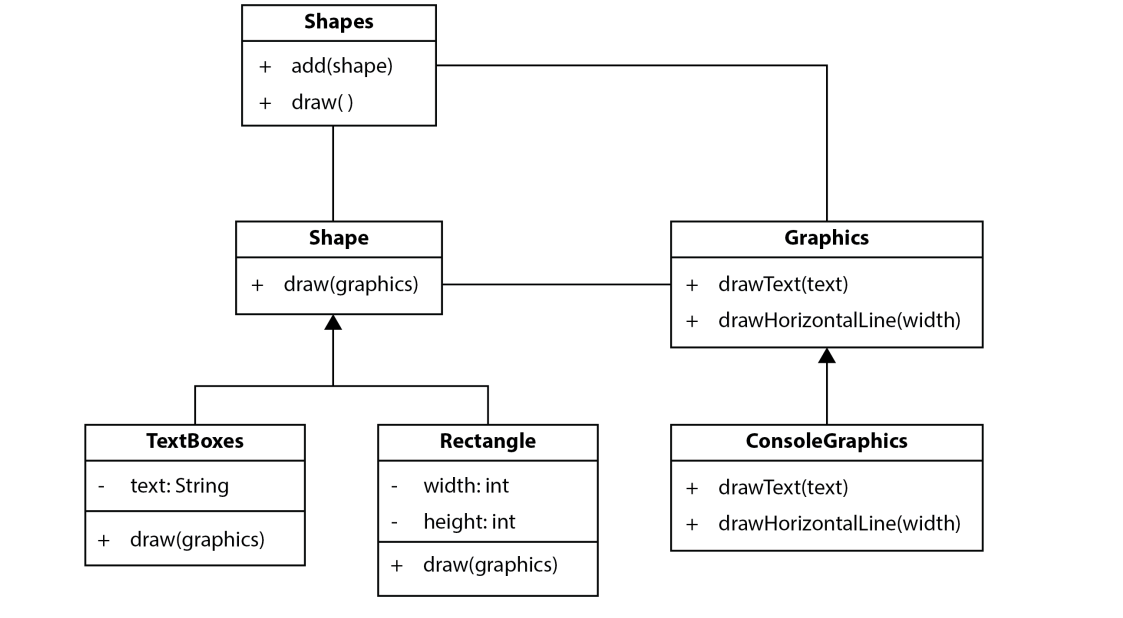 Shapes
+ add(shape)
+ draw( )
Shape
+ draw(graphics)
Graphics
+ drawText(text)
+ drawHorizontalLine(width)
TextBoxes
- text: String
+ draw(graphics)
Rectangle
- width: int
- height: int
+ draw(graphics)
ConsoleGraphics
+ drawText(text)
+ drawHorizontalLine(width)